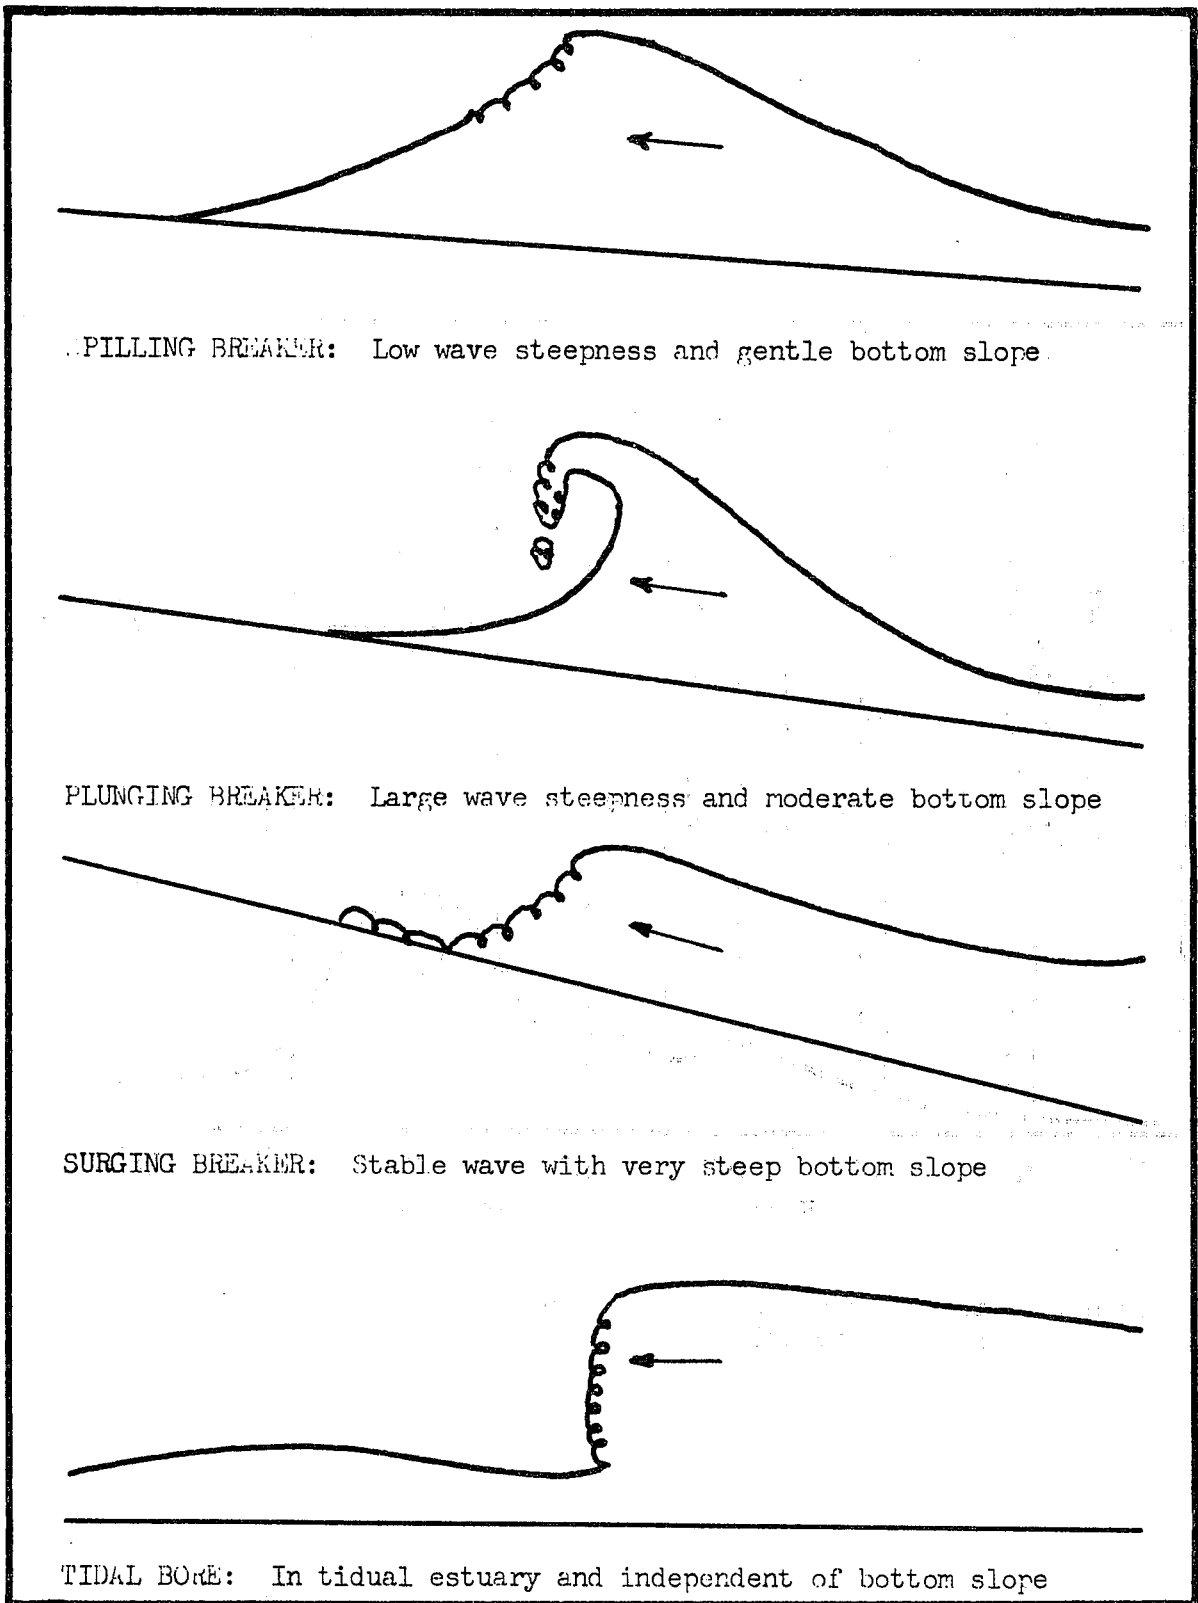 SPILLING BREAKER: Low wave steepness and gentle bottom slope
PLUNGING BREAKER: Large wave steepness and moderate bottom slope
SURGING BREAKER: Stable wave with very steep bottom slope
TIDAL BORE: In tidual estuary and independent of bottom slope